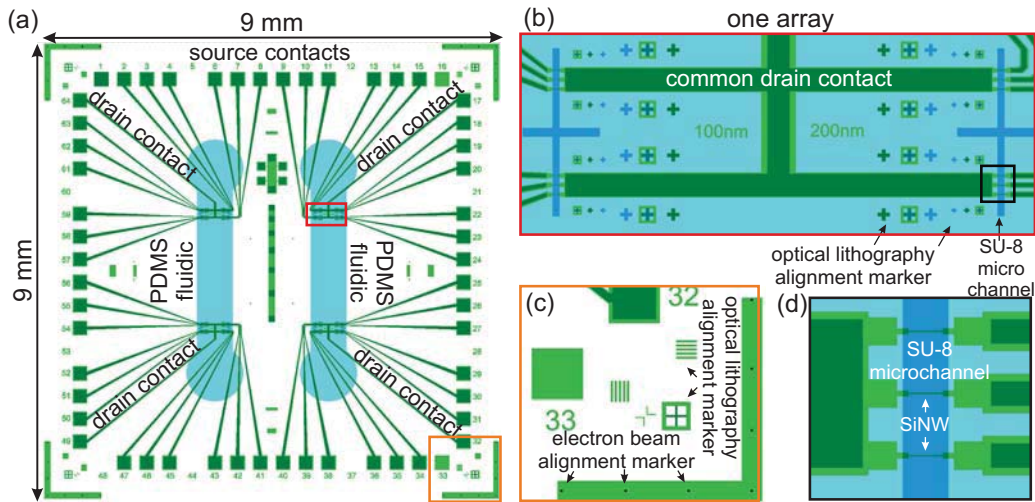 (a)
9 mm
9 mm
source contacts
1 2 3 4 5 6 7 8 9 10 11 12 13 14 15 16
64
63
62
61
60
59
58
57
56
55
54
53
52
51
50
49
drain contact
drain contact
PDMS
fluidic
PDMS
fluidic
drain contact
drain contact
17
18
19
20
21
22
23
24
25
26
27
28
29
30
31
32
48 47 46 45 44 43 42 41 40 39 38 37 36 35 34 33
(b)
one array
common drain contact
100nm
200nm
optical lithography
alignment marker
SU-8
micro
channel
(c)
32
33
optical lithography
alignment marker
electron beam
alignment marker
(d)
SU-8
microchannel
SiNW